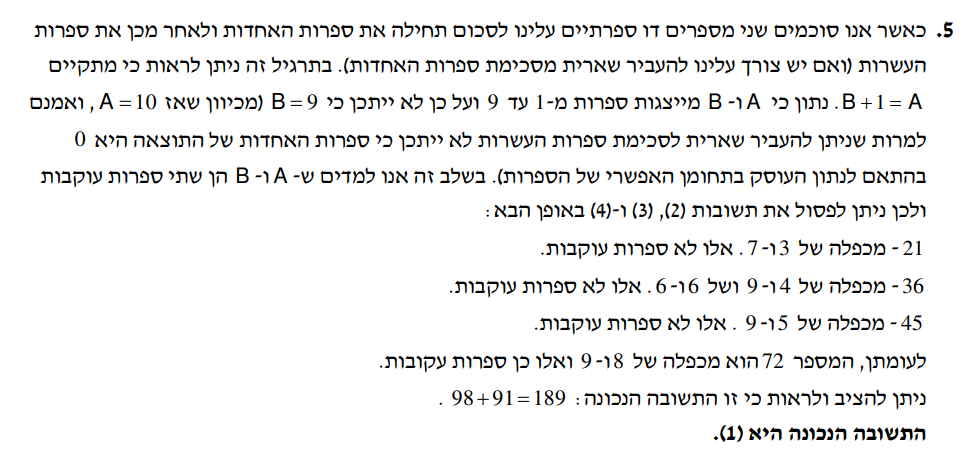 5. כאשר אנו סוכמים שני מספרים דו ספרתיים עלינו לסכום תחילה את ספרות האחדות ולאחר מכן את ספרות
העשרות (ואם יש צורך עלינו להעביר שארית מסכימת ספרות האחדות). בתרגיל זה ניתן לראות כי מתקיים
B+1=A. נתון כי A ו- B מייצגות ספרות מ-1 עד 9 ועל כן לא ייתכן כי B=9 (מכיוון שאז A=10, ואמנם
למרות שניתן להעביר שארית לסכימת ספרות העשרות לא ייתכן כי ספרות האחדות של התוצאה היא 0
בהתאם לנתון העוסק בתחומן האפשרי של הספרות). בשלב זה אנו למדים ש- A ו- B הן שתי ספרות עוקבות
ולכן ניתן לפסול את תשובות (2), (3) ו-(4) באופן הבא:
21 - מכפלה של 3 ו- 7. אלו לא ספרות עוקבות.
36 - מכפלה של 4 ו- 9 ושל 6 ו- 6. אלו לא ספרות עוקבות.
45 - מכפלה של 5 ו- 9 . אלו לא ספרות עוקבות.
לעומתן, המספר 72 הוא מכפלה של 8 ו- 9 ואלו כן ספרות עקובות.
ניתן להציב ולראות כי זו התשובה הנכונה: 98+91=189 .
התשובה הנכונה היא (1).